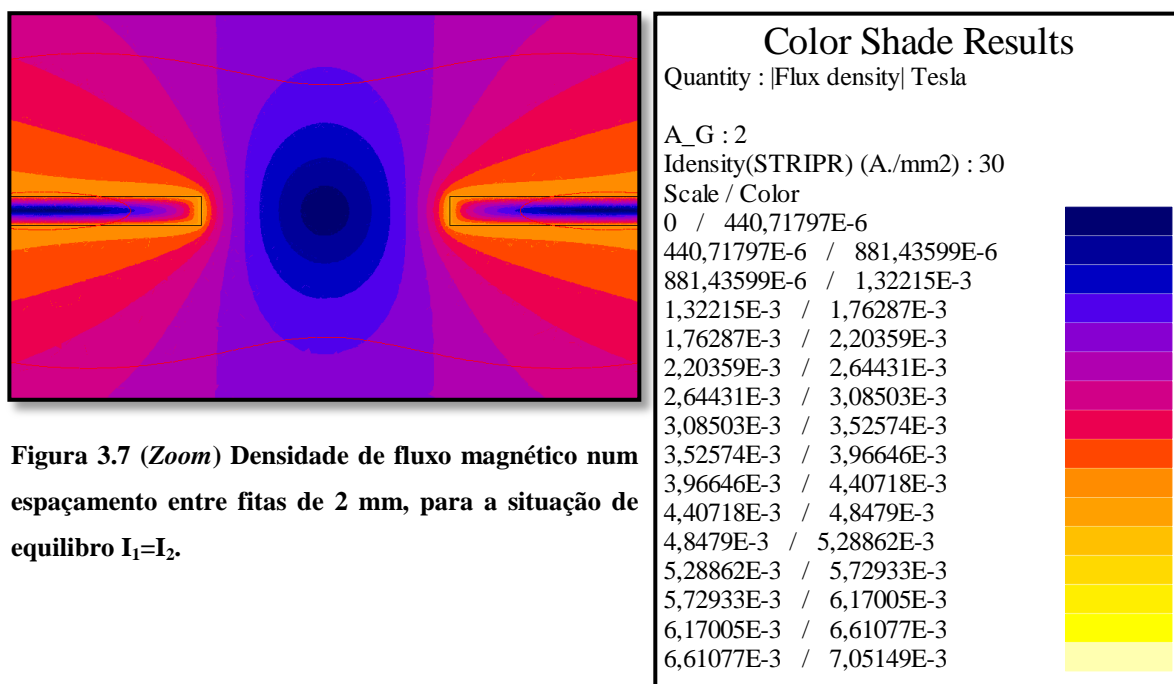 Color Shade Results
Quantity : |Flux density| Tesla
A_G : 2
Idensity(STRIPR) (A./mm2) : 30
Scale / Color
0 / 440,71797E-6
440,71797E-6 / 881,43599E-6
881,43599E-6 / 1,32215E-3
1,32215E-3 / 1,76287E-3
1,76287E-3 / 2,20359E-3
2,20359E-3 / 2,64431E-3
2,64431E-3 / 3,08503E-3
3,08503E-3 / 3,52574E-3
3,52574E-3 / 3,96646E-3
3,96646E-3 / 4,40718E-3
4,40718E-3 / 4,8479E-3
4,8479E-3 / 5,28862E-3
5,28862E-3 / 5,72933E-3
5,72933E-3 / 6,17005E-3
6,17005E-3 / 6,61077E-3
6,61077E-3 / 7,05149E-3
Figura 3.7 (Zoom) Densidade de fluxo magnético num
espaçamento entre fitas de 2 mm, para a situação de
equilibro I₁=I₂.